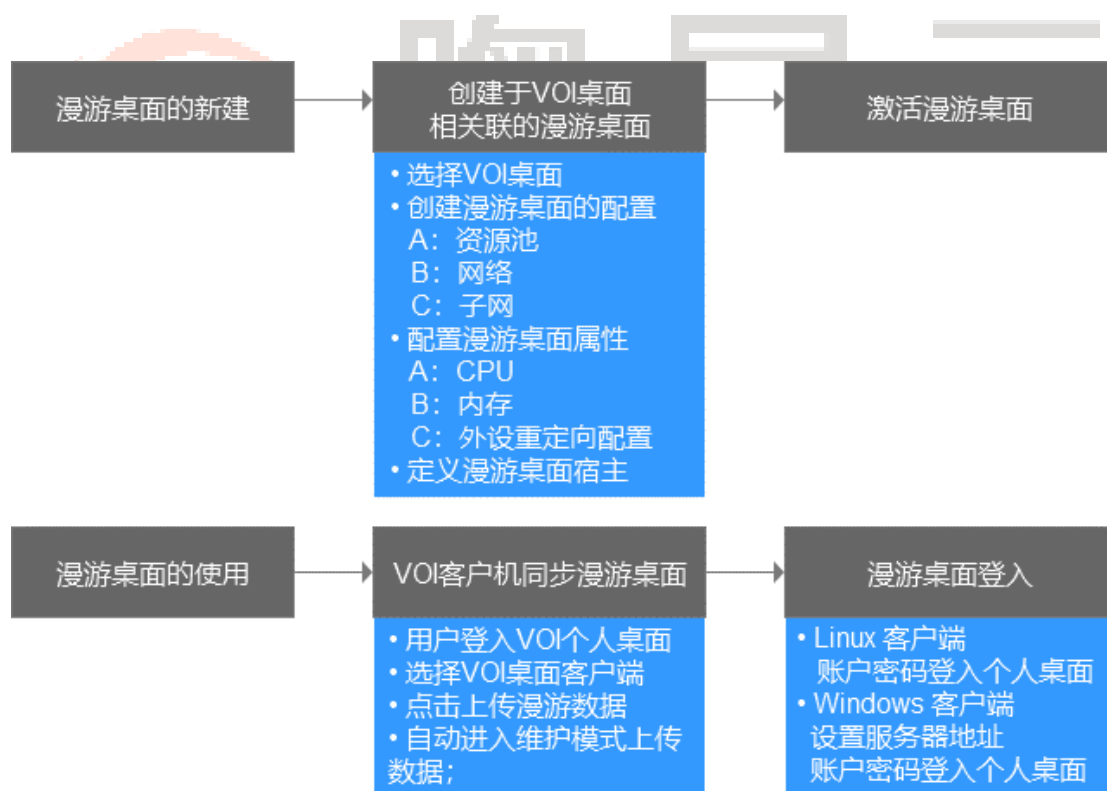 漫游桌面的新建
创建于VOI桌面
相关联的漫游桌面
激活漫游桌面
• 选择VOI桌面
• 创建漫游桌面的配置
A：资源池
B：网络
C：子网
• 配置漫游桌面属性
A：CPU
B：内存
C：外设重定向配置
• 定义漫游桌面宿主
漫游桌面的使用
VOI客户机同步漫游桌面
漫游桌面登入
• 用户登入VOI个人桌面
• 选择VOI桌面客户端
• 点击上传漫游数据
• 自动进入维护模式上传
数据；
• Linux 客户端
账户密码登入个人桌面
• Windows 客户端
设置服务器地址
账户密码登入个人桌面